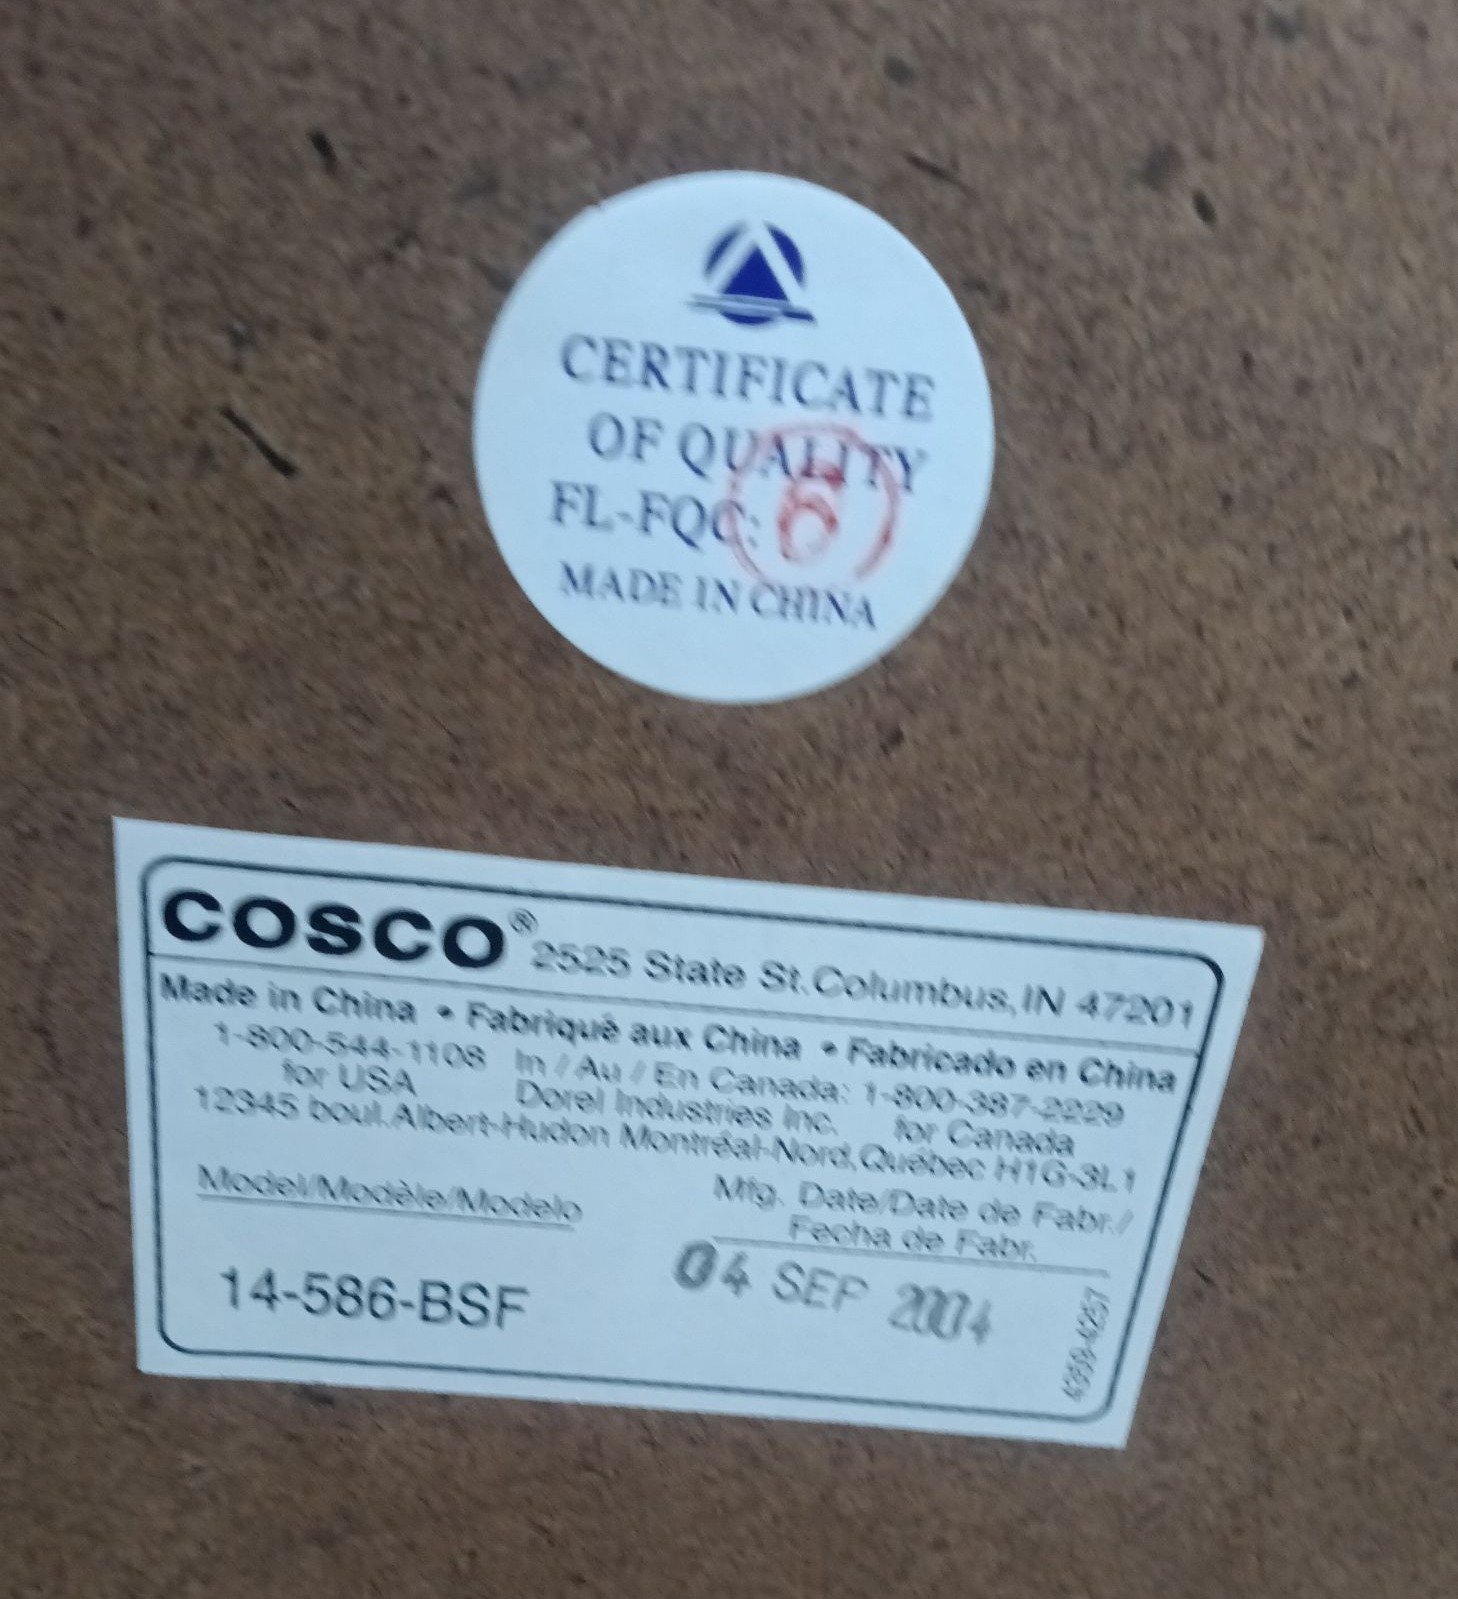 CERTIFICATE
OF QUALITY
FL-FQC: 6
MADE IN CHINA
COSCO® 2525 State St. Columbus, IN 47201
Made in China • Fabriqué aux China • Fabricado en China
1-800-544-1108 In / Au / En Canada: 1-800-387-2229
for USA Dorel Industries Inc. for Canada
12345 boul. Albert-Hudon Montréal-Nord, Québec H1G-3L1
Model/Modèle/Modelo
Mfg. Date/Date de Fabr./
Fecha de Fabr.
14-586-BSF
04 SEP 2004
4359-4257